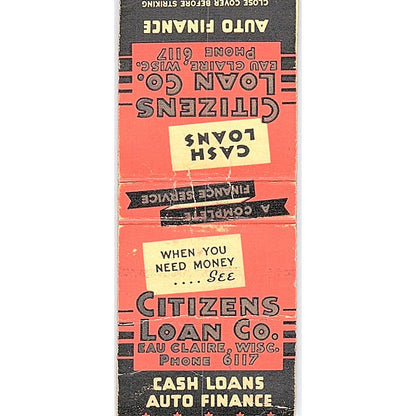 CLOSE COVER BEFORE STRIKING
AUTO FINANCE
CITIZENS
LOAN CO.
EAU CLAIRE, WISC.
PHONE 6117
CASH
LOANS
A COMPLETE
FINANCE SERVICE
WHEN YOU
NEED MONEY
.... SEE
CITIZENS
LOAN CO.
EAU CLAIRE, WISC.
PHONE 6117
CASH LOANS
AUTO FINANCE